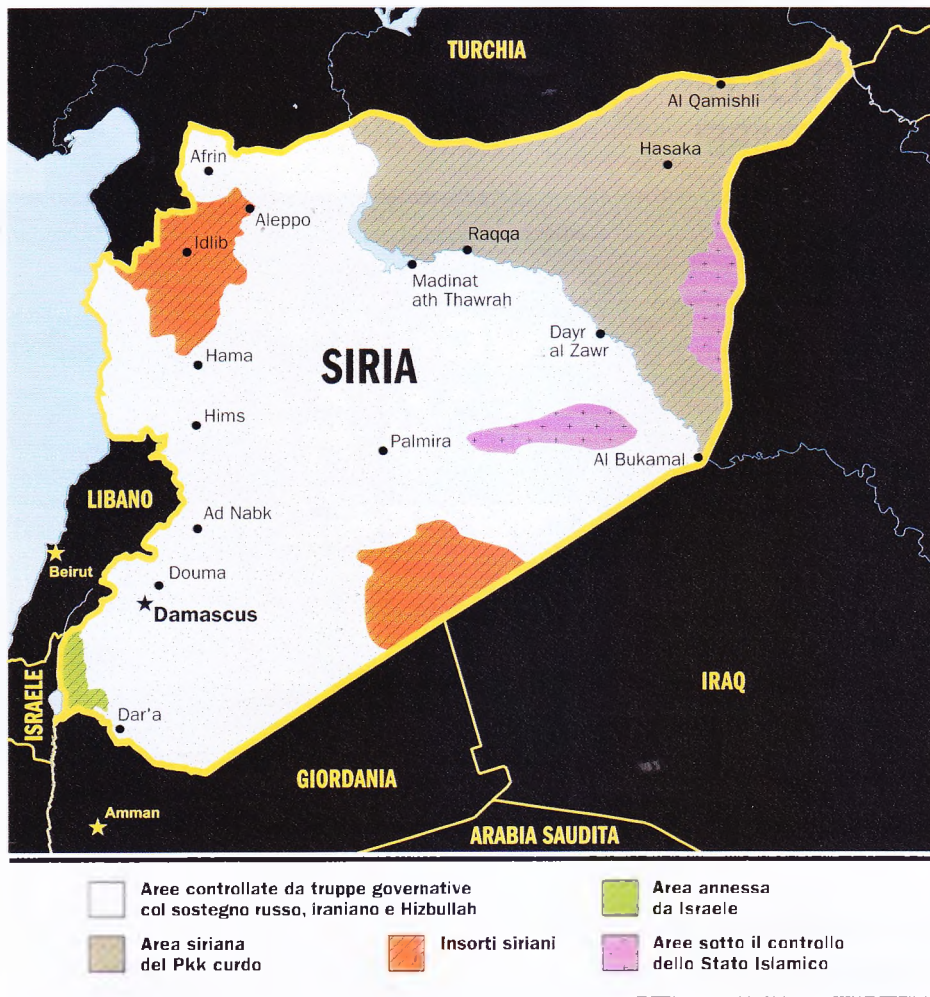 TURCHIA
Al Qamishli
Hasaka
Afrin
Aleppo
Idlib
Raqqa
Madinat
ath Thawrah
Dayr
al Zawr
Hama
SIRIA
Hims
Palmira
Al Bukamal
LIBANO
Ad Nabk
Beirut
Douma
Damascus
ISRAELE
IRAQ
Dar'a
GIORDANIA
Amman
ARABIA SAUDITA
Aree controllate da truppe governative
col sostegno russo, iraniano e Hizbullah
Area annessa
da Israele
Area siriana
del Pkk curdo
Insorti siriani
Aree sotto il controllo
dello Stato Islamico